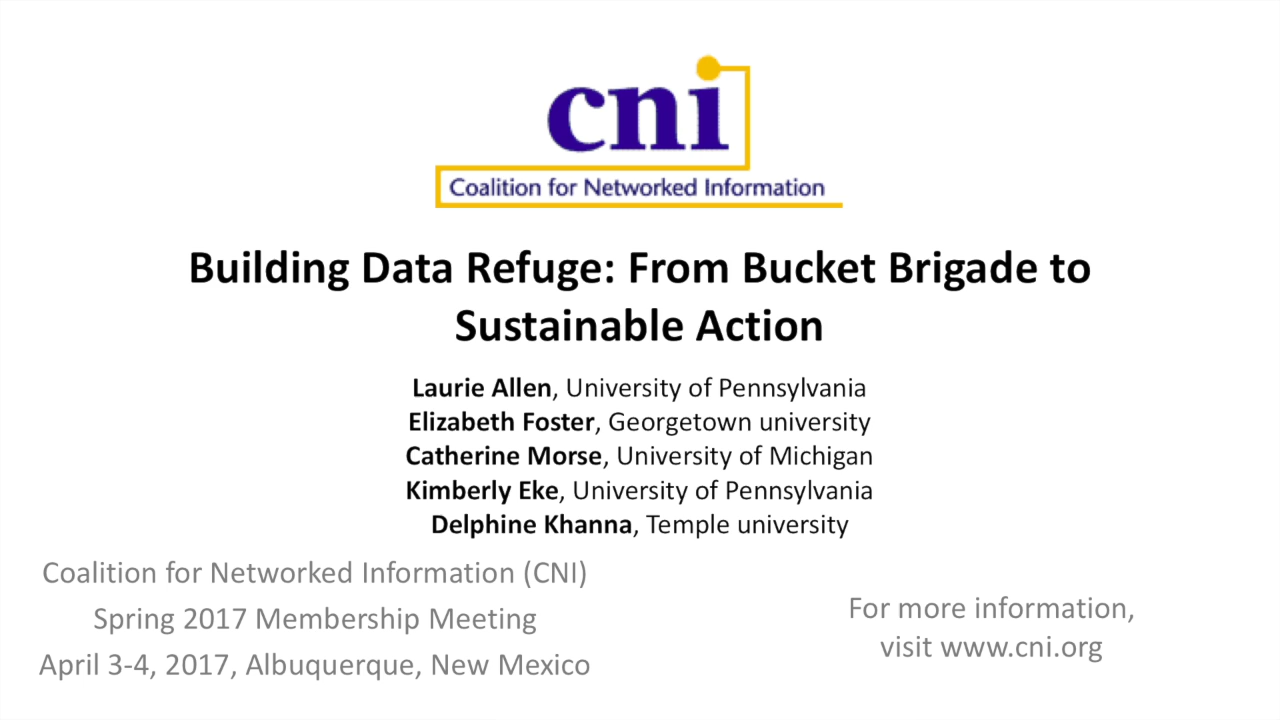 cni
Coalition for Networked Information
Building Data Refuge: From Bucket Brigade to
Sustainable Action
Laurie Allen, University of Pennsylvania
Elizabeth Foster, Georgetown university
Catherine Morse, University of Michigan
Kimberly Eke, University of Pennsylvania
Delphine Khanna, Temple university
Coalition for Networked Information (CNI)
Spring 2017 Membership Meeting
April 3-4, 2017, Albuquerque, New Mexico
For more information,
visit www.cni.org